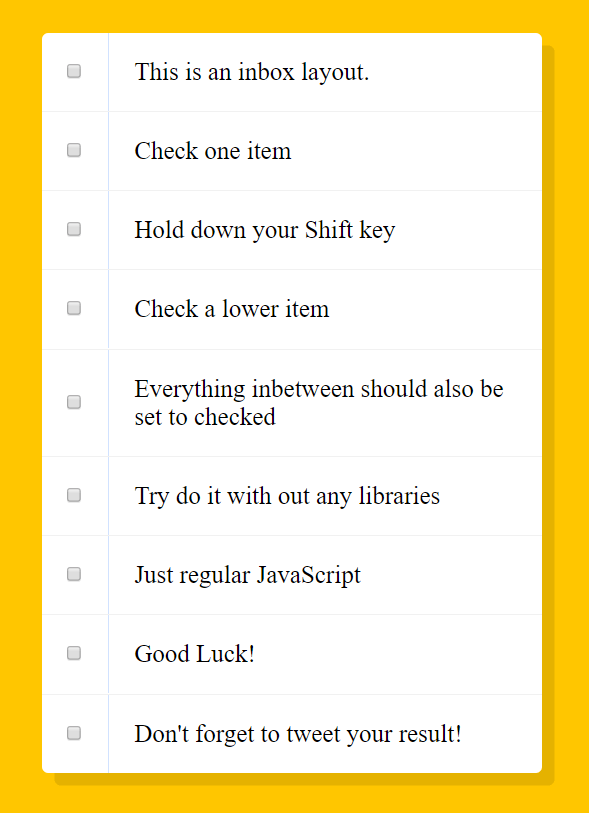 This is an inbox layout.
Check one item
Hold down your Shift key
Check a lower item
Everything inbetween should also be
set to checked
Try do it with out any libraries
Just regular JavaScript
Good Luck!
Don't forget to tweet your result!